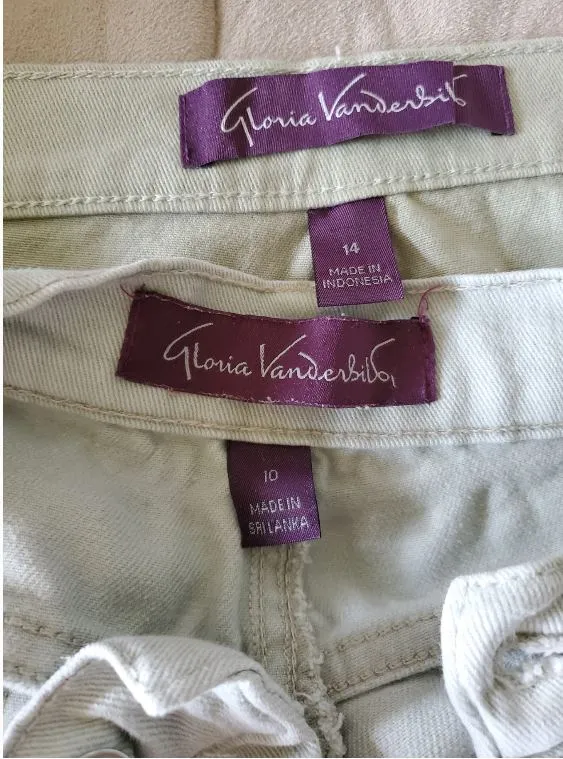 Gloria Vanderbilt
14
MADE IN
INDONESIA
Gloria Vanderbilt
10
MADE IN
SRI LANKA